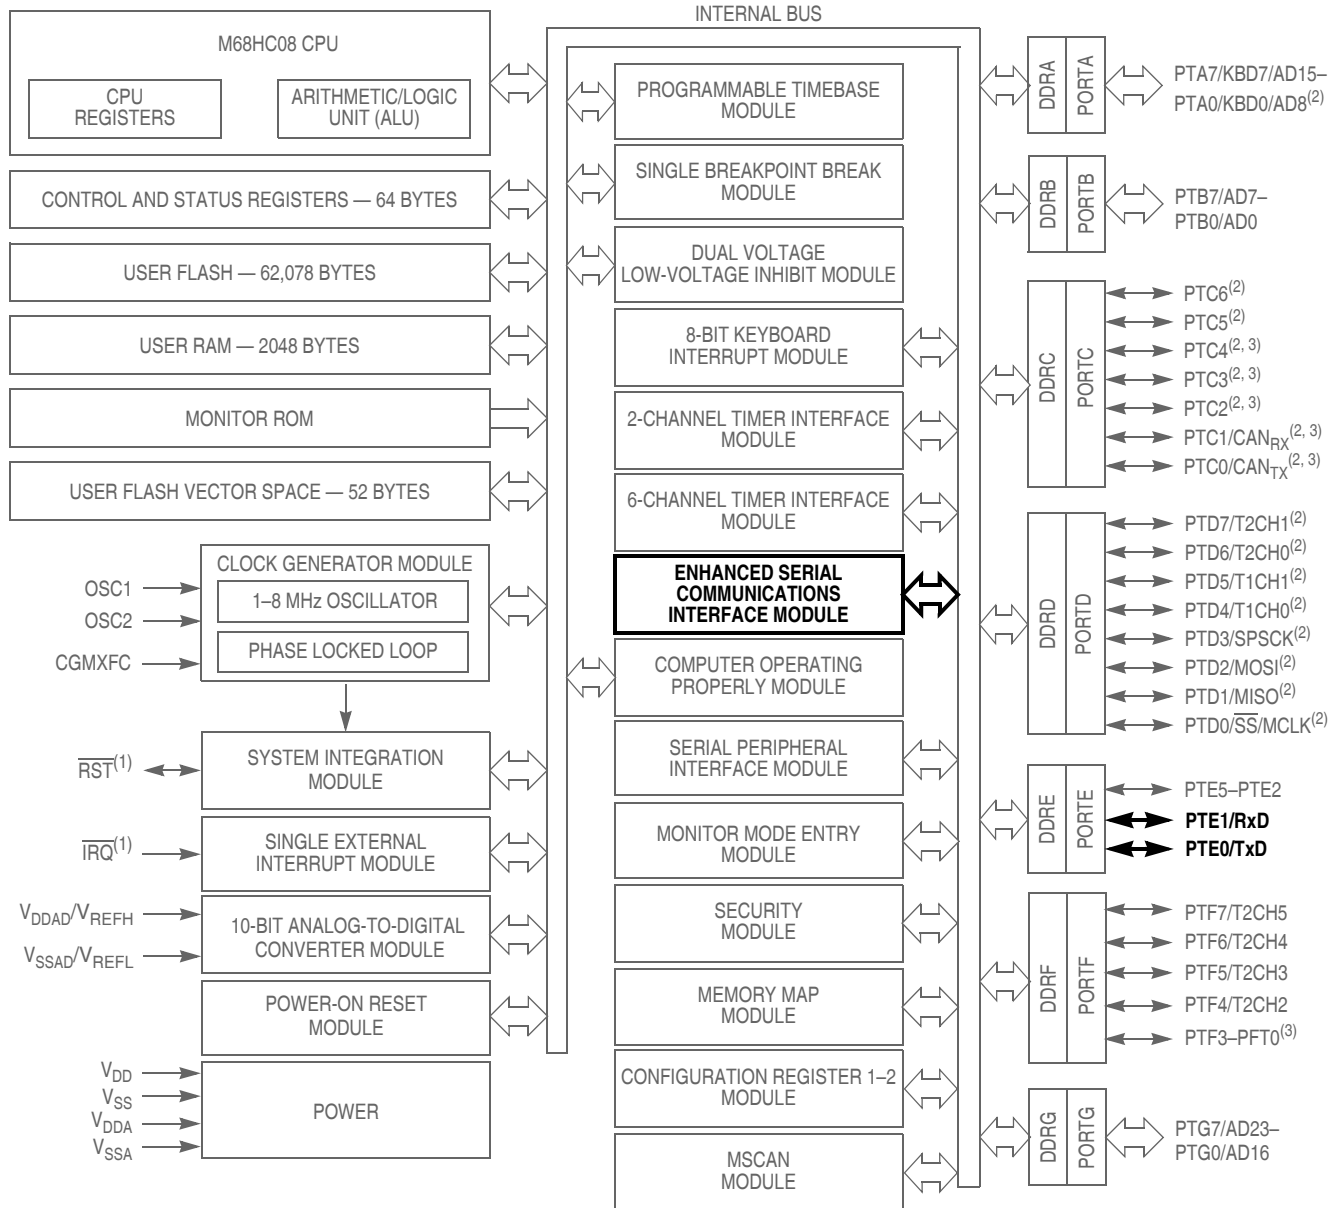 INTERNAL BUS
M68HC08 CPU
CPU
REGISTERS
ARITHMETIC/LOGIC
UNIT (ALU)
CONTROL AND STATUS REGISTERS — 64 BYTES
USER FLASH — 62,078 BYTES
USER RAM — 2048 BYTES
MONITOR ROM
USER FLASH VECTOR SPACE — 52 BYTES
CLOCK GENERATOR MODULE
1–8 MHz OSCILLATOR
PHASE LOCKED LOOP
OSC1
OSC2
CGMXFC
SYSTEM INTEGRATION
MODULE
RST(1)
SINGLE EXTERNAL
INTERRUPT MODULE
IRQ(1)
10-BIT ANALOG-TO-DIGITAL
CONVERTER MODULE
VDDAD/VREFH
VSSAD/VREFL
POWER-ON RESET
MODULE
POWER
VDD
VSS
VDDA
VSSA
PROGRAMMABLE TIMEBASE
MODULE
SINGLE BREAKPOINT BREAK
MODULE
DUAL VOLTAGE
LOW-VOLTAGE INHIBIT MODULE
8-BIT KEYBOARD
INTERRUPT MODULE
2-CHANNEL TIMER INTERFACE
MODULE
6-CHANNEL TIMER INTERFACE
MODULE
ENHANCED SERIAL
COMMUNICATIONS
INTERFACE MODULE
COMPUTER OPERATING
PROPERLY MODULE
SERIAL PERIPHERAL
INTERFACE MODULE
MONITOR MODE ENTRY
MODULE
SECURITY
MODULE
MEMORY MAP
MODULE
CONFIGURATION REGISTER 1–2
MODULE
MSCAN
MODULE
DDRA
PORTA
PTA7/KBD7/AD15–
PTA0/KBD0/AD8(2)
DDRB
PORTB
PTB7/AD7–
PTB0/AD0
DDRC
PORTC
PTC6(2)
PTC5(2)
PTC4(2, 3)
PTC3(2, 3)
PTC2(2, 3)
PTC1/CANRX(2, 3)
PTC0/CANTX(2, 3)
DDRD
PORTD
PTD7/T2CH1(2)
PTD6/T2CH0(2)
PTD5/T1CH1(2)
PTD4/T1CH0(2)
PTD3/SPSCK(2)
PTD2/MOSI(2)
PTD1/MISO(2)
PTD0/SS/MCLK(2)
DDRE
PORTE
PTE5–PTE2
PTE1/RxD
PTE0/TxD
DDRF
PORTF
PTF7/T2CH5
PTF6/T2CH4
PTF5/T2CH3
PTF4/T2CH2
PTF3–PFT0(3)
DDRG
PORTG
PTG7/AD23–
PTG0/AD16